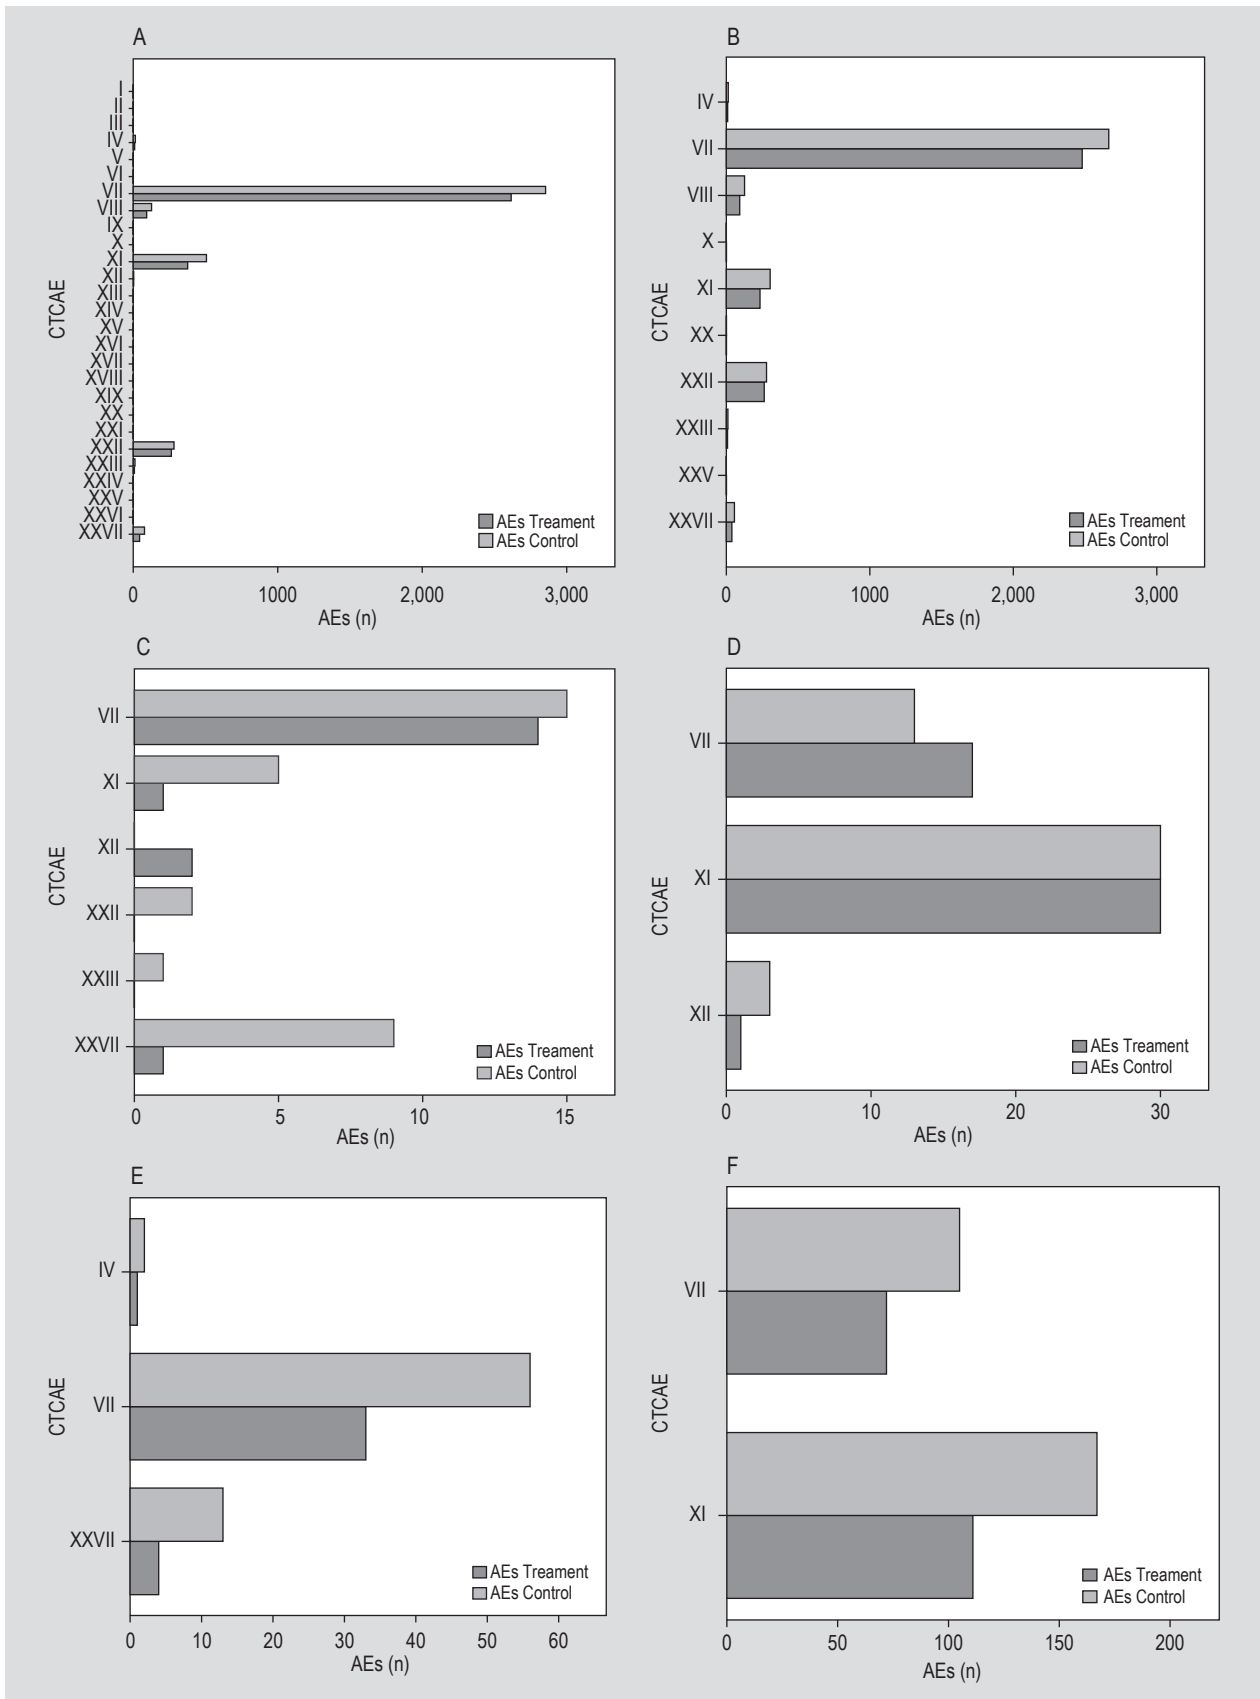 A
I
II
III
IV
V
VI
VII
VIII
IX
X
XI
XII
XIII
XIV
XV
XVI
XVII
XVIII
XIX
XX
XXI
XXII
XXIII
XXIV
XXV
XXVI
XXVII
CTCAE
AEs Treament
AEs Control
0 1000 2,000 3,000
AEs (n)
B
IV
VII
VIII
X
XI
XX
XXII
XXIII
XXV
XXVII
CTCAE
AEs Treament
AEs Control
0 1000 2,000 3,000
AEs (n)
C
VII
XI
XII
XXII
XXIII
XXVII
CTCAE
AEs Treament
AEs Control
0 5 10 15
AEs (n)
D
VII
XI
XII
CTCAE
AEs Treament
AEs Control
0 10 20 30
AEs (n)
E
IV
VII
XXVII
CTCAE
AEs Treament
AEs Control
0 10 20 30 40 50 60
AEs (n)
F
VII
XI
CTCAE
AEs Treament
AEs Control
0 50 100 150 200
AEs (n)